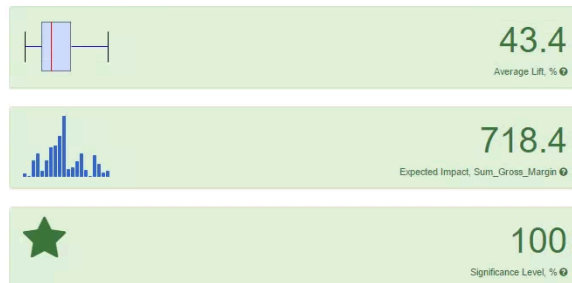 43.4
Average Lift, %
718.4
Expected Impact, Sum_Gross_Margin
100
Significance Level, %